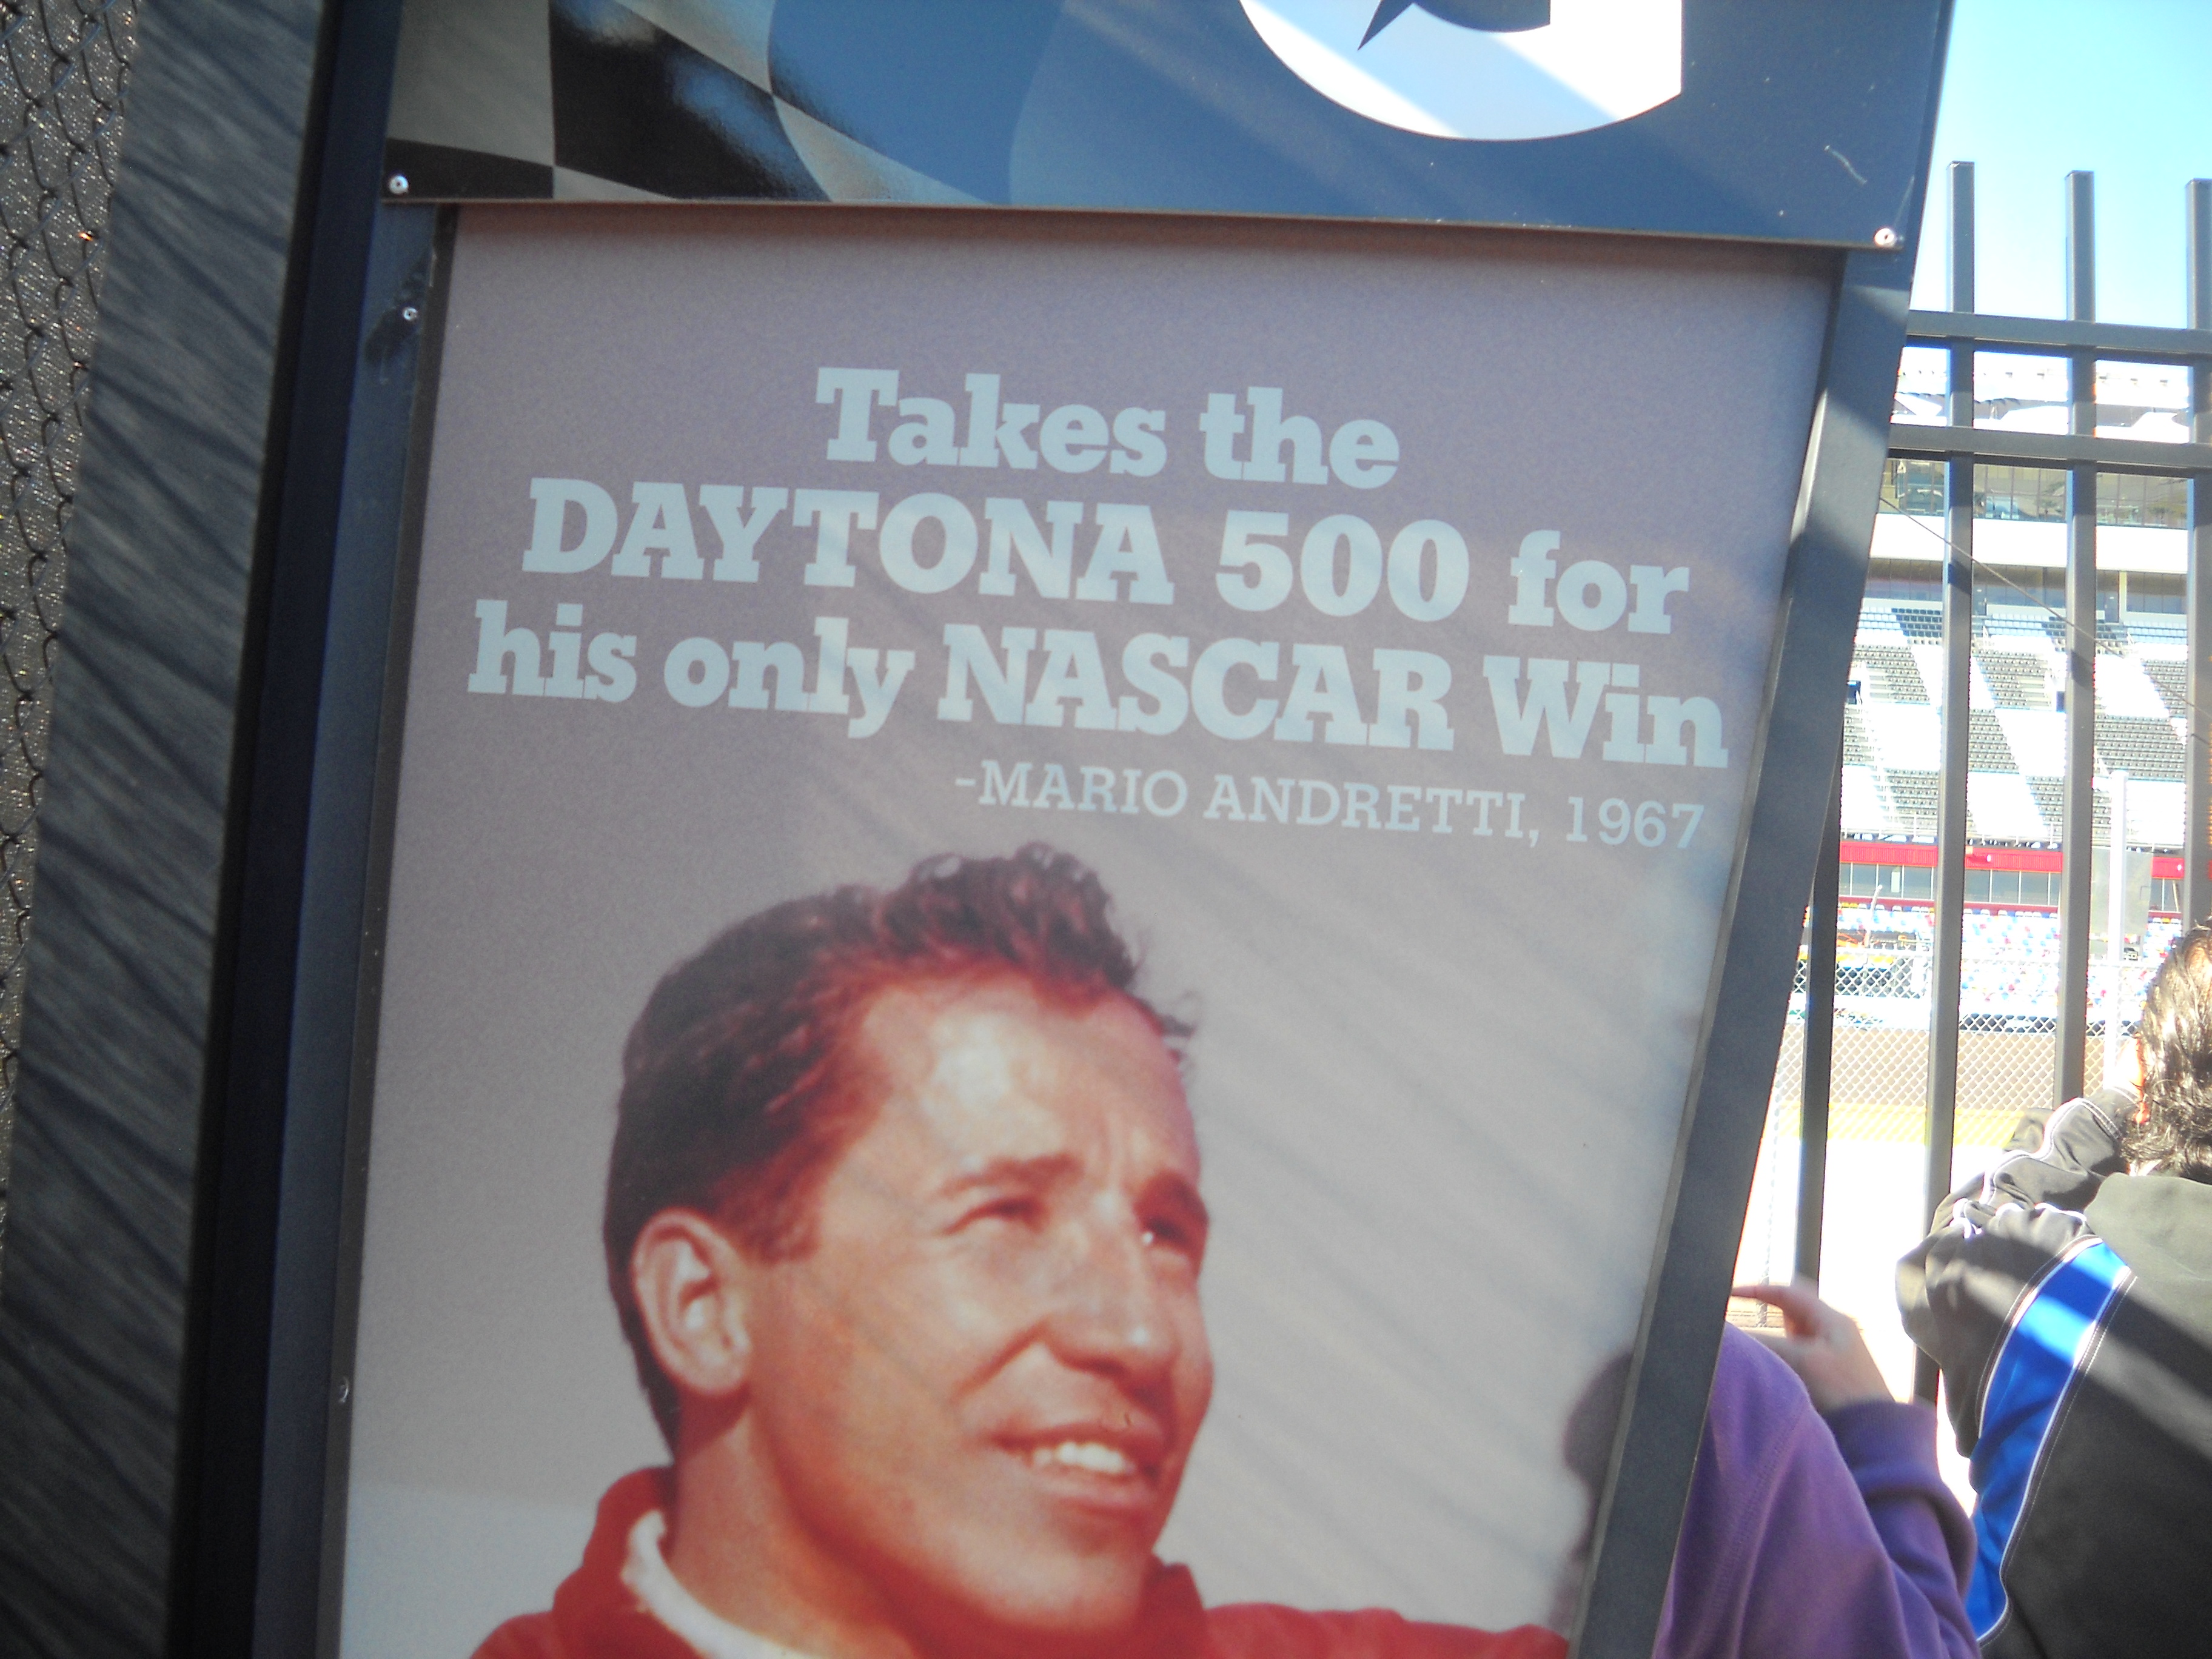 Takes the
DAYTONA 500 for
his only NASCAR Win
-MARIO ANDRETTI, 1967